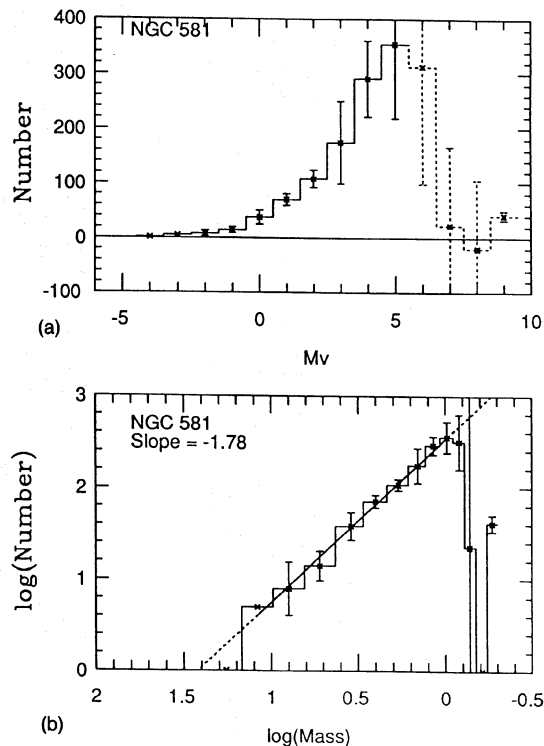 400
300
200
100
0
-100
Number
NGC 581
-5
0
5
10
Mv
(a)
3
2
1
0
log(Number)
NGC 581
Slope = -1.78
2
1.5
1
0.5
0
-0.5
log(Mass)
(b)